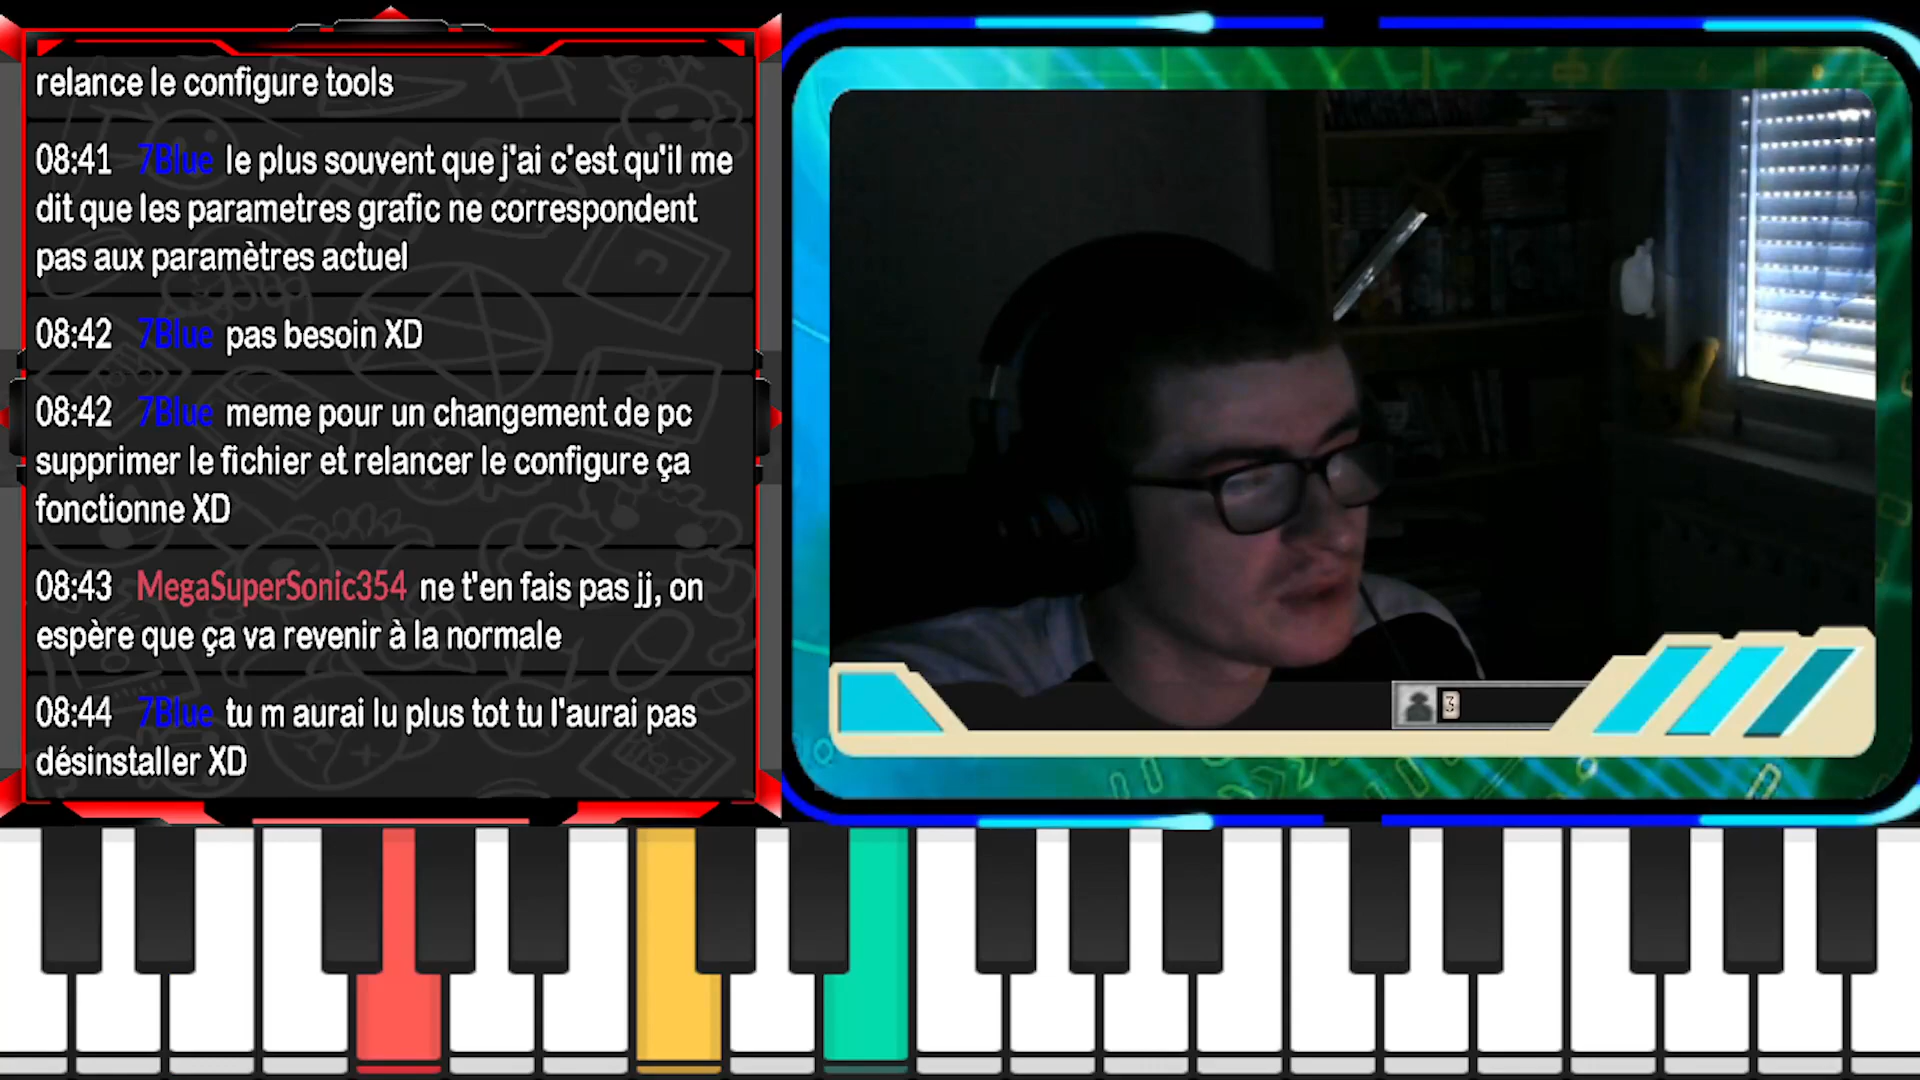 relance le configure tools
08:41 7Blue le plus souvent que j'ai c'est qu'il me
dit que les parametres grafic ne correspondent
pas aux paramètres actuel
08:42 7Blue pas besoin XD
08:42 7Blue meme pour un changement de pc
supprimer le fichier et relancer le configure ça
fonctionne XD
08:43 MegaSuperSonic354 ne t'en fais pas jj, on
espère que ça va revenir à la normale
08:44 7Blue tu m aurai lu plus tot tu l'aurai pas
désinstaller XD
3